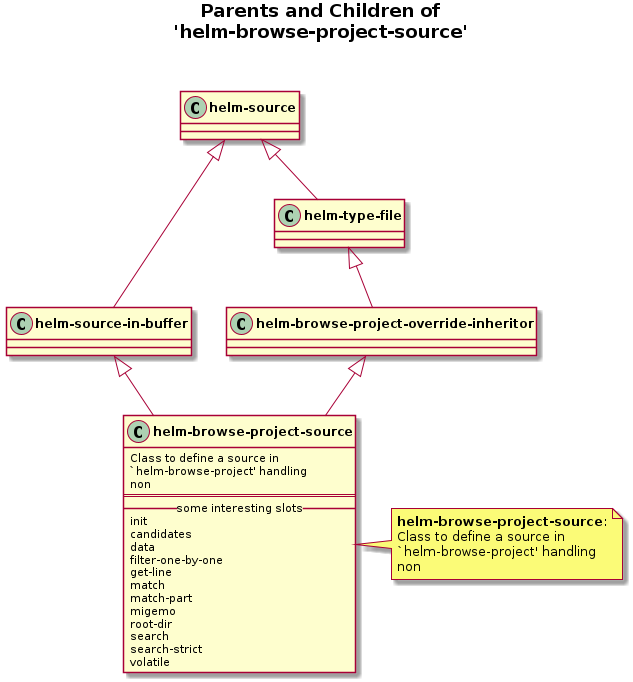 Parents and Children of
'helm-browse-project-source'
C helm-source
C helm-type-file
C helm-source-in-buffer
C helm-browse-project-override-inheritor
C helm-browse-project-source
Class to define a source in
`helm-browse-project' handling
non
some interesting slots
init
candidates
data
filter-one-by-one
get-line
match
match-part
migemo
root-dir
search
search-strict
volatile
helm-browse-project-source:
Class to define a source in
`helm-browse-project' handling
non